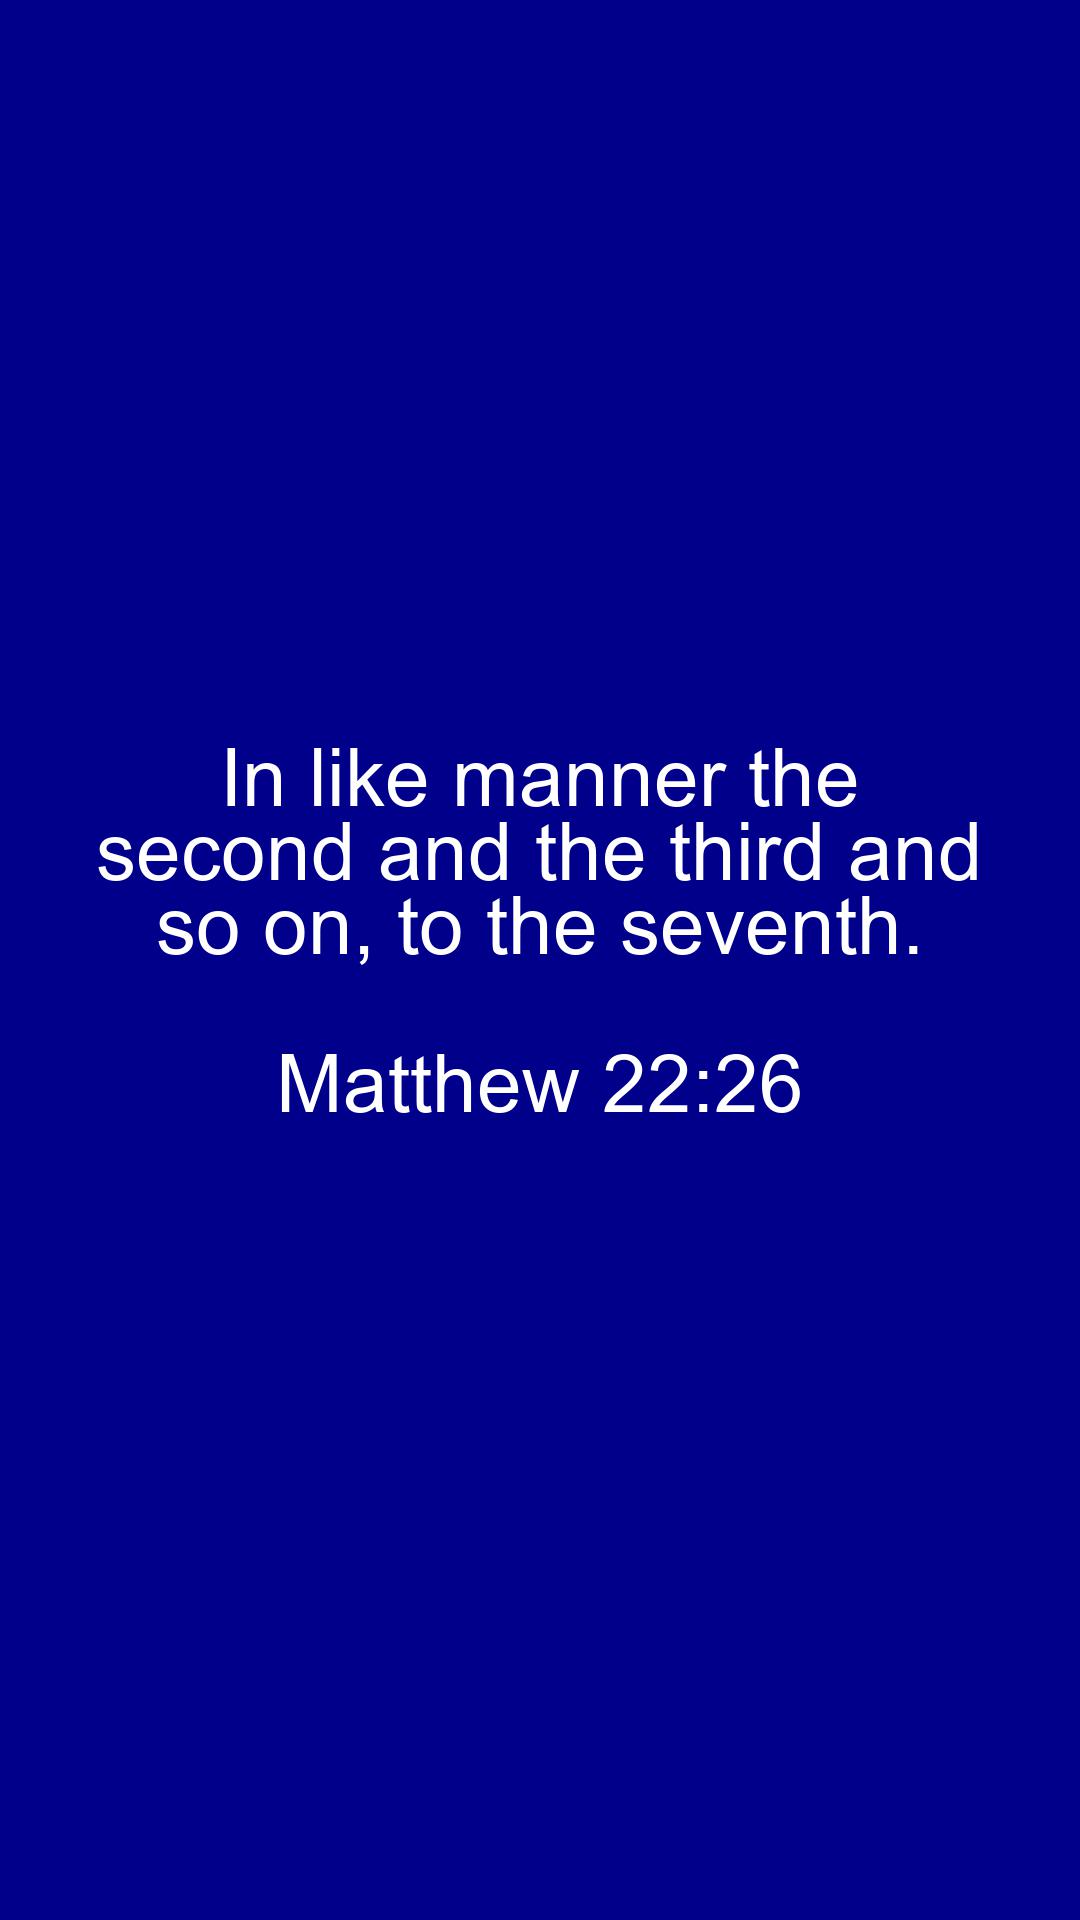 In like manner the
second and the third and
so on, to the seventh.
Matthew 22:26